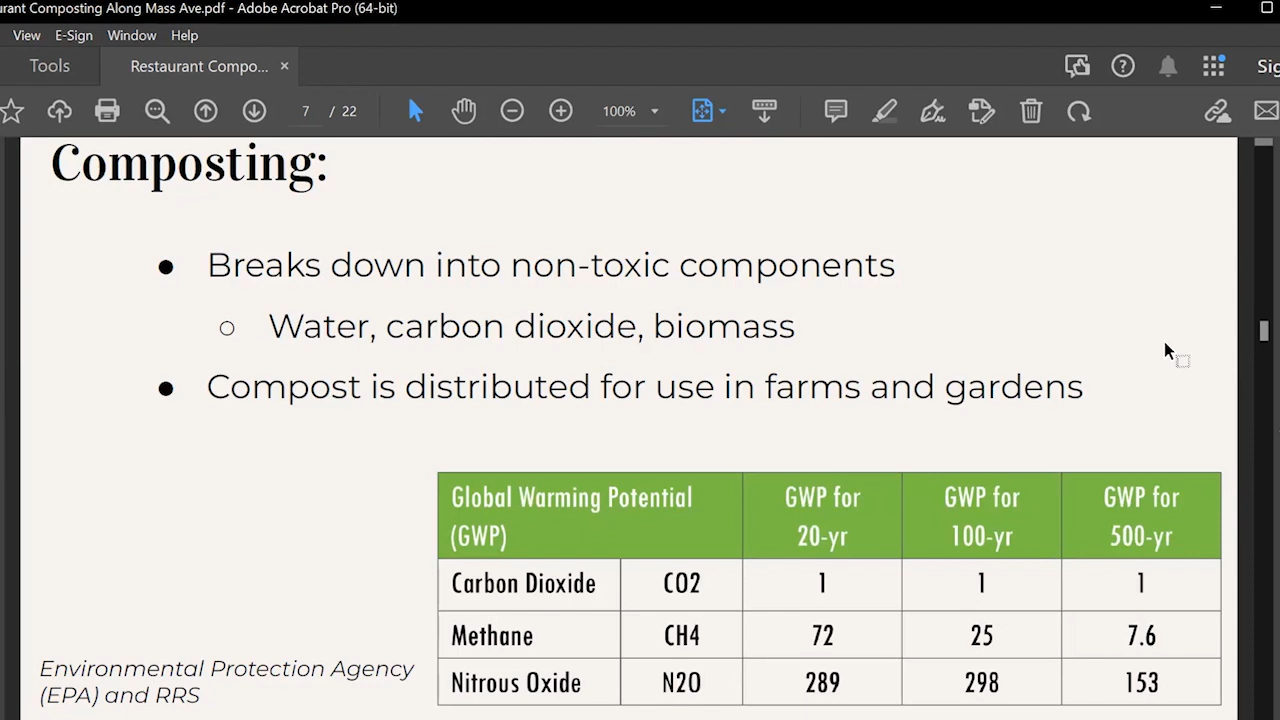 urant Composting Along Mass Ave.pdf - Adobe Acrobat Pro (64-bit)
View E-Sign Window Help
Tools Restaurant Compo... ×
7 / 22 100%
Composting:
● Breaks down into non-toxic components
○ Water, carbon dioxide, biomass
● Compost is distributed for use in farms and gardens
Global Warming Potential (GWP) GWP for 20-yr GWP for 100-yr GWP for 500-yr
Carbon Dioxide CO2 1 1 1
Methane CH4 72 25 7.6
Nitrous Oxide N2O 289 298 153
Environmental Protection Agency
(EPA) and RRS